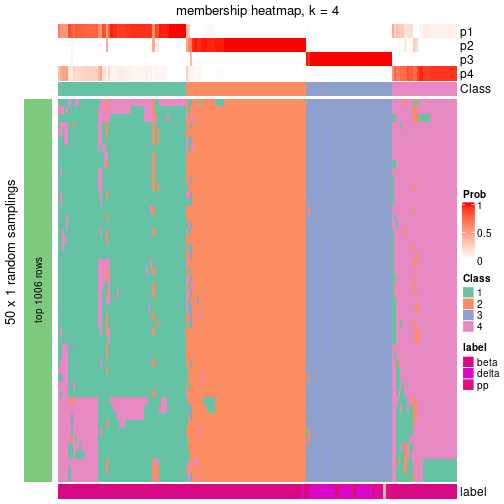 membership heatmap, k = 4
p1
p2
p3
p4
Class
50 x 1 random samplings
top 1006 rows
Prob
1
0.5
0
Class
1
2
3
4
label
beta
delta
pp
label